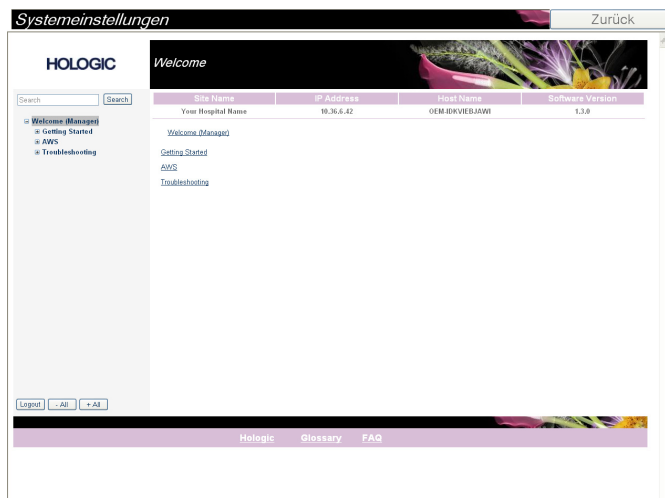 Systemeinstellungen
Zurück
HOLOGIC
Welcome
Search
Search
Site Name IP Address Host Name Software Version
Your Hospital Name 10.36.6.42 OEM-IDKVIEBJAWI 1.3.0
Welcome (Manager)
Getting Started
AWS
Troubleshooting
Welcome (Manager)
Getting Started
AWS
Troubleshooting
Logout - All + All
Hologic Glossary FAQ